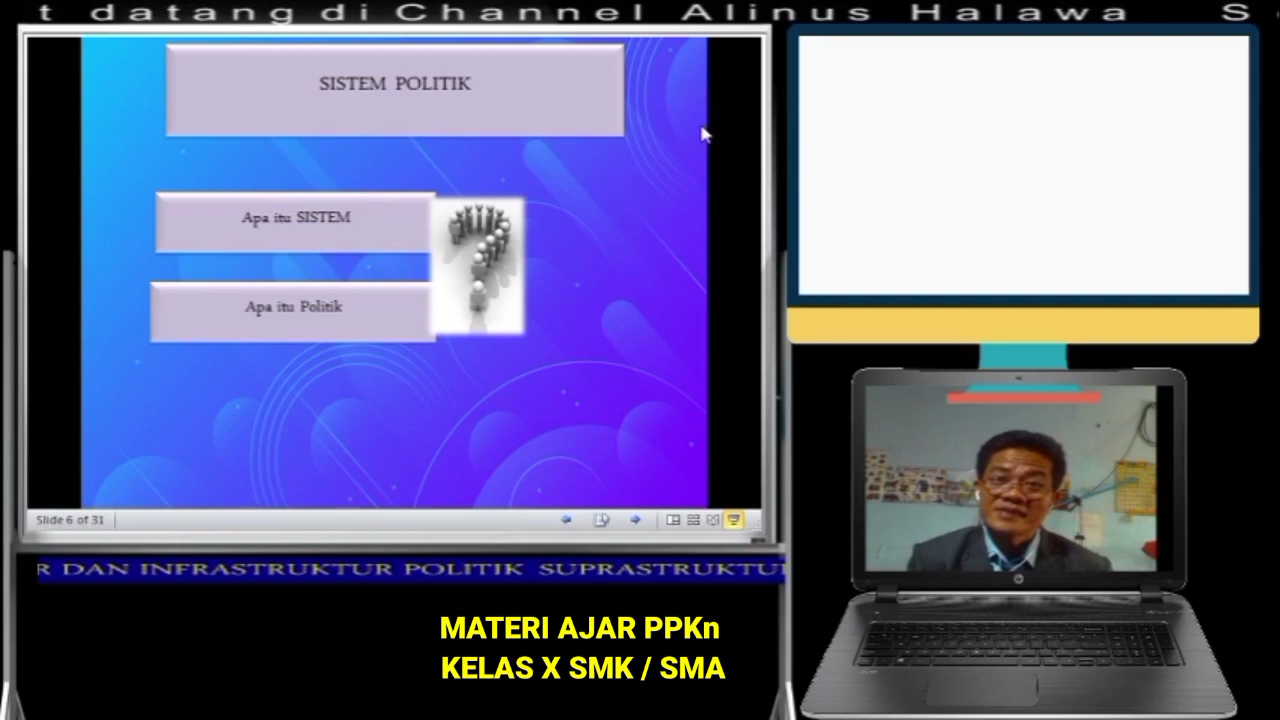 t datang di Channel Alinus Halawa S
SISTEM POLITIK
Apa itu SISTEM
Apa itu Politik
Slide 6 of 31
R DAN INFRASTRUKTUR POLITIK SUPRASTRUKTU
MATERI AJAR PPKn
KELAS X SMK / SMA